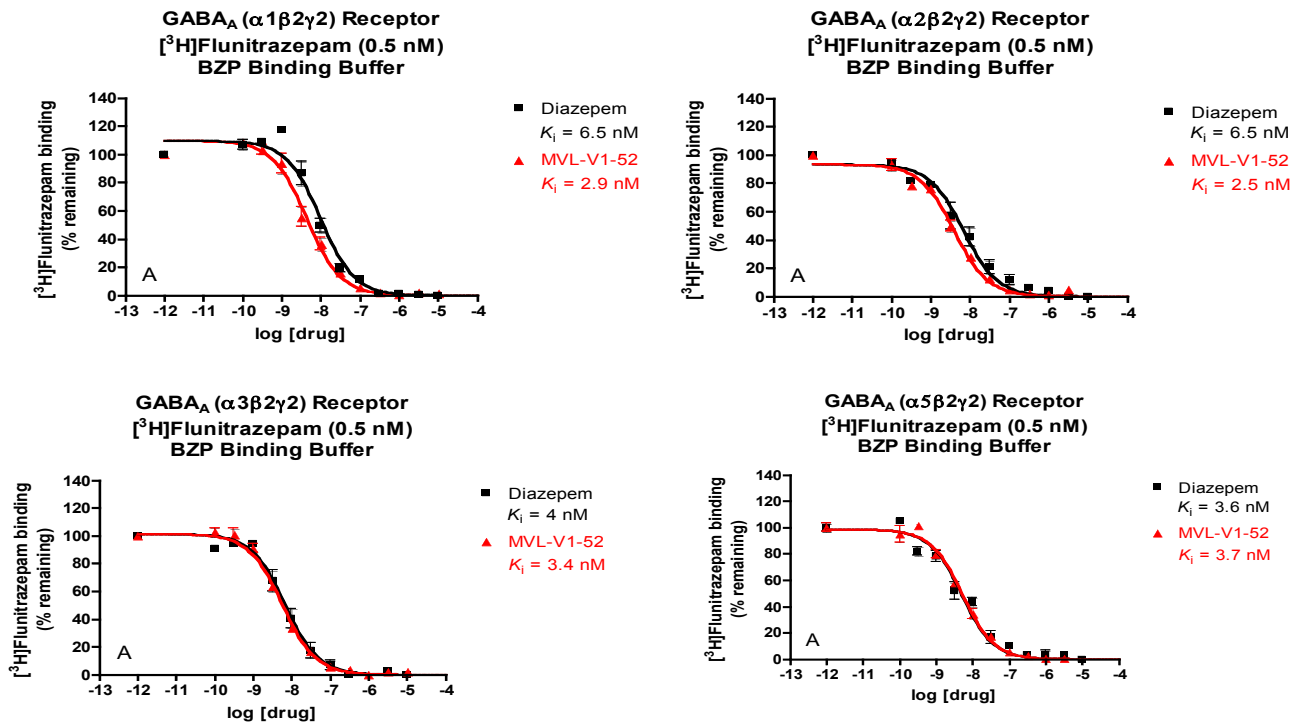 GABA_A (α1β2γ2) Receptor
[³H]Flunitrazepam (0.5 nM)
BZP Binding Buffer
[³H]Flunitrazepam binding
(% remaining)
140
120
100
80
60
40
20
0
A
-13 -12 -11 -10 -9 -8 -7 -6 -5 -4
log [drug]
Diazepem
Ki = 6.5 nM
MVL-V1-52
Ki = 2.9 nM
GABA_A (α2β2γ2) Receptor
[³H]Flunitrazepam (0.5 nM)
BZP Binding Buffer
[³H]Flunitrazepam binding
(% remaining)
140
120
100
80
60
40
20
0
A
-13 -12 -11 -10 -9 -8 -7 -6 -5 -4
log [drug]
Diazepem
Ki = 6.5 nM
MVL-V1-52
Ki = 2.5 nM
GABA_A (α3β2γ2) Receptor
[³H]Flunitrazepam (0.5 nM)
BZP Binding Buffer
[³H]Flunitrazepam binding
(% remaining)
140
120
100
80
60
40
20
0
A
-13 -12 -11 -10 -9 -8 -7 -6 -5 -4
log [drug]
Diazepem
Ki = 4 nM
MVL-V1-52
Ki = 3.4 nM
GABA_A (α5β2γ2) Receptor
[³H]Flunitrazepam (0.5 nM)
BZP Binding Buffer
[³H]Flunitrazepam binding
(% remaining)
140
120
100
80
60
40
20
0
A
-13 -12 -11 -10 -9 -8 -7 -6 -5 -4
log [drug]
Diazepem
Ki = 3.6 nM
MVL-V1-52
Ki = 3.7 nM